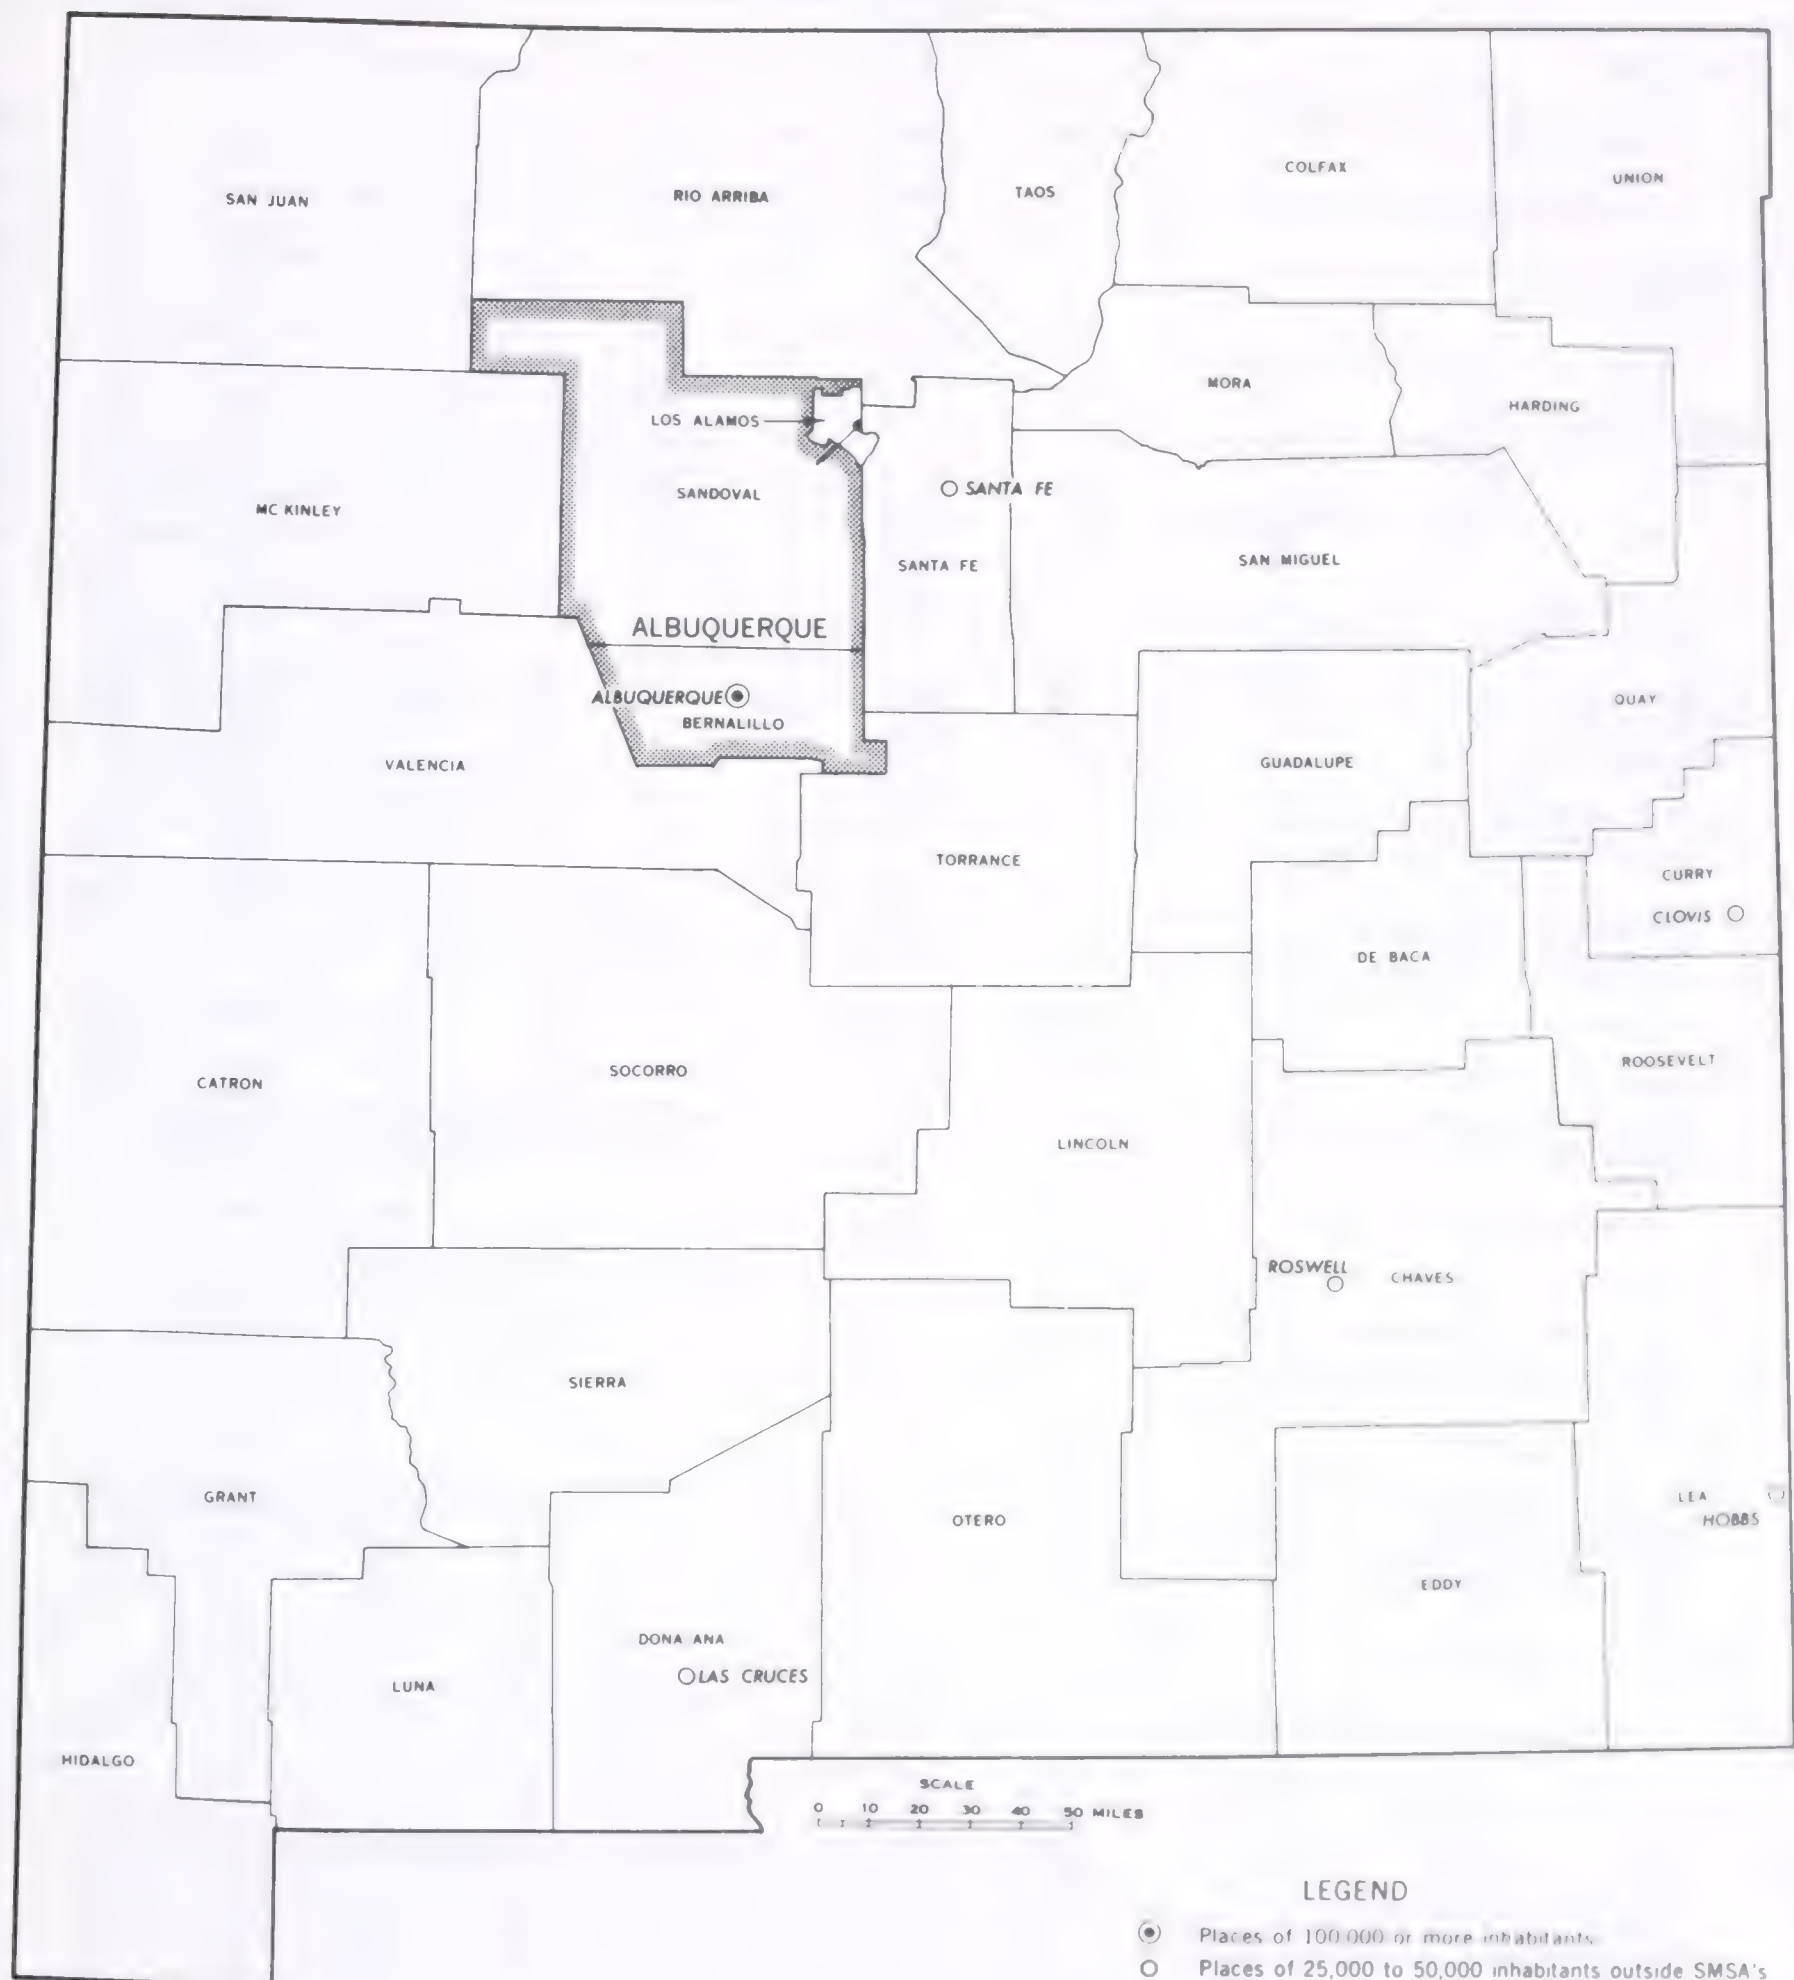 COLFAX
UNION
SAN JUAN
RIO ARRIBA
TAOS
MORA
HARDING
LOS ALAMOS
SANDOVAL
SANTA FE
MC KINLEY
SANTA FE
SAN MIGUEL
ALBUQUERQUE
ALBUQUERQUE
BERNALILLO
QUAY
VALENCIA
GUADALUPE
TORRANCE
CURRY
CLOVIS
DE BACA
CATRON
SOCORRO
ROOSEVELT
LINCOLN
ROSWELL
CHAVES
SIERRA
GRANT
OTERO
LEA
HOBBS
EDDY
DONA ANA
LAS CRUCES
LUNA
HIDALGO
SCALE
0 10 20 30 40 50 MILES
LEGEND
Places of 100,000 or more inhabitants
Places of 25,000 to 50,000 inhabitants outside SMSA's